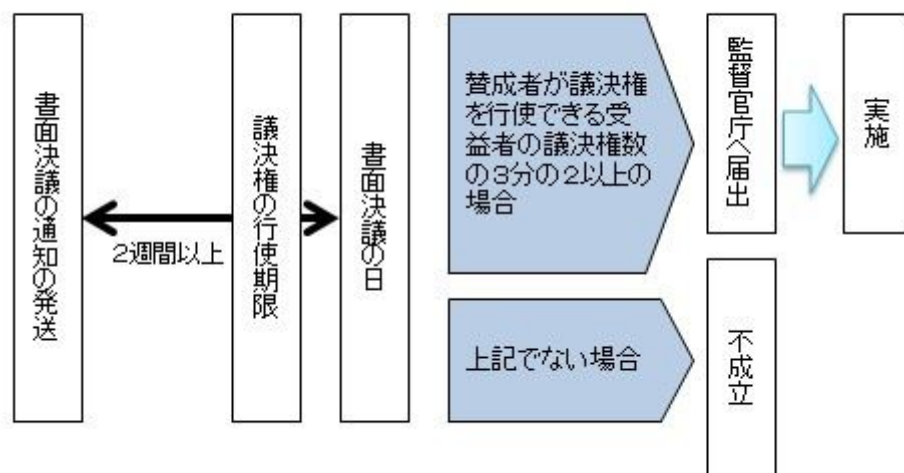 書面決議の通知の発送
2週間以上
議決権の行使期限
書面決議の日
賛成者が議決権
を行使できる受
益者の議決権数
の3分の2以上の
場合
監督官庁へ届出
実施
上記でない場合
不成立